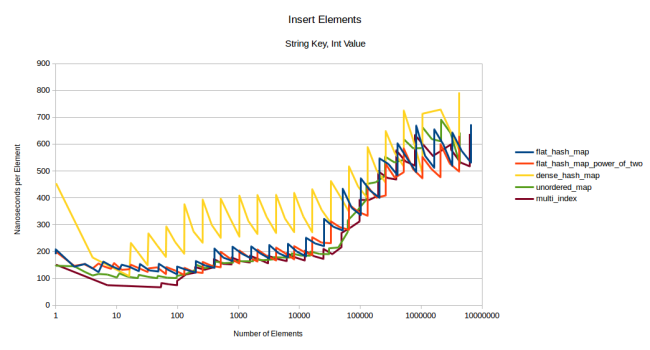 Insert Elements
String Key, Int Value
900
800
700
600
500
400
300
200
100
0
1 10 100 1000 10000 100000 1000000 10000000
Nanoseconds per Element
Number of Elements
flat_hash_map
flat_hash_map_power_of_two
dense_hash_map
unordered_map
multi_index